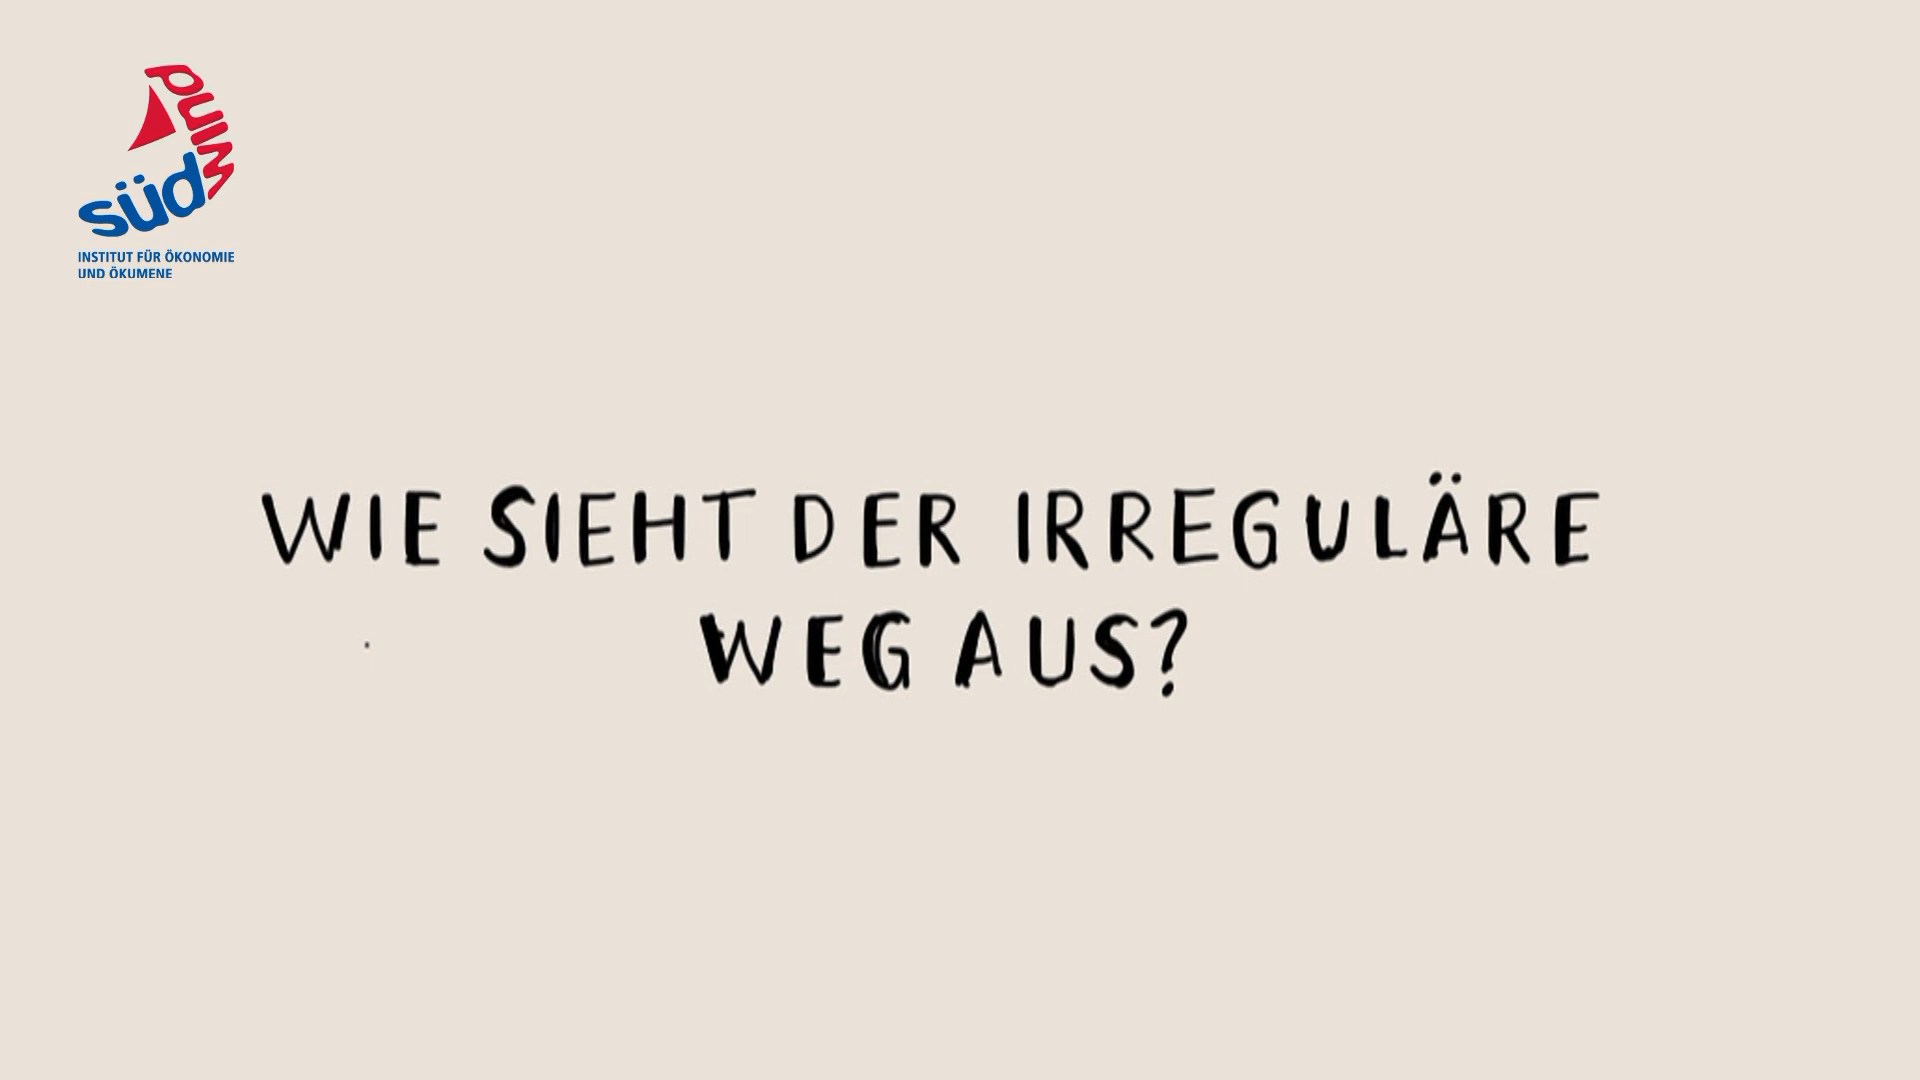 südwind
INSTITUT FÜR ÖKONOMIE
UND ÖKUMENE
WIE SIEHT DER IRREGULÄRE
WEG AUS?